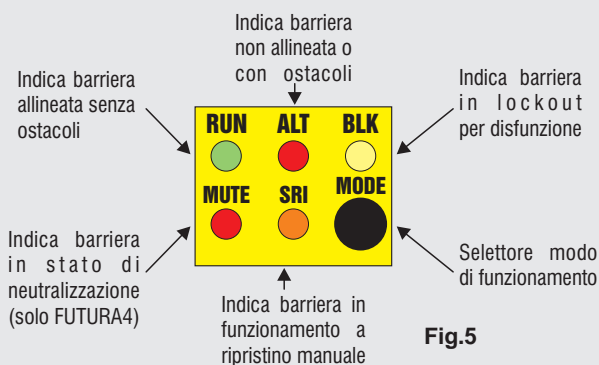 Indica barriera
non allineata o
con ostacoli
Indica barriera
allineata senza
ostacoli
Indica barriera
in lockout
per disfunzione
RUN ALT BLK
MUTE SRI MODE
Indica barriera
in stato di
neutralizzazione
(solo FUTURA4)
Selettore modo
di funzionamento
Indica barriera in
funzionamento a
ripristino manuale
Fig.5